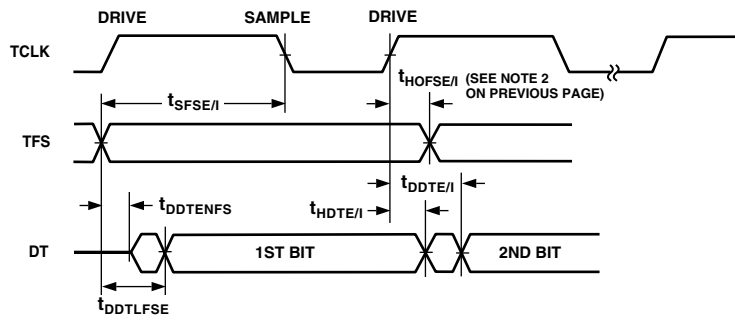 DRIVE SAMPLE DRIVE
TCLK
tHOFSE/I (SEE NOTE 2
ON PREVIOUS PAGE)
tSFSE/I
TFS
tDDTE/I
tDDTENFS
tHDTE/I
DT 1ST BIT 2ND BIT
tDDTLFSE